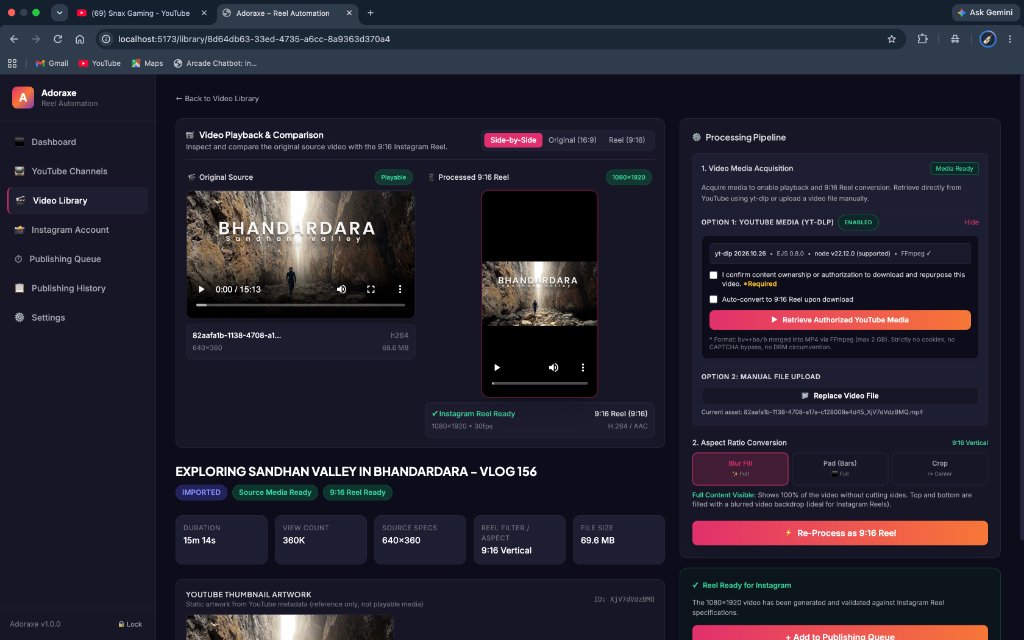 (69) Snax Gaming - YouTube
Adoraxe – Reel Automation
Ask Gemini
localhost:5173/library/8d64db63-33ed-4735-a6cc-8a9363d370a4
Gmail
YouTube
Maps
Arcade Chatbot: In...
A
Adoraxe
Reel Automation
Dashboard
YouTube Channels
Video Library
Instagram Account
Publishing Queue
Publishing History
Settings
Adoraxe v1.0.0
Lock
← Back to Video Library
Video Playback & Comparison
Inspect and compare the original source video with the 9:16 Instagram Reel.
Side-by-Side
Original (16:9)
Reel (9:16)
Original Source
Playable
BHANDARDARA
Sandhan valley
0:00 / 15:13
82aafa1b-1138-4708-a1...
h264
640×360
69.6 MB
Processed 9:16 Reel
1080×1920
BHANDARDARA
✓ Instagram Reel Ready
9:16 Reel (9:16)
1080×1920 • 30fps
H.264 / AAC
EXPLORING SANDHAN VALLEY IN BHANDARDARA – VLOG 156
IMPORTED
Source Media Ready
9:16 Reel Ready
DURATION
15m 14s
VIEW COUNT
360K
SOURCE SPECS
640×360
REEL FILTER /
ASPECT
9:16 Vertical
FILE SIZE
69.6 MB
YOUTUBE THUMBNAIL ARTWORK
Static artwork from YouTube metadata (reference only, not playable media)
ID: XjV7dVdzBMQ
Processing Pipeline
1. Video Media Acquisition
Media Ready
Acquire media to enable playback and 9:16 Reel conversion. Retrieve directly from
YouTube using yt-dlp or upload a video file manually.
OPTION 1: YOUTUBE MEDIA (YT-DLP)
ENABLED
Hide
yt-dlp 2026.10.26 • EJS 0.8.0 • node v22.12.0 (supported) • FFmpeg ✓
I confirm content ownership or authorization to download and repurpose this
video. *Required
Auto-convert to 9:16 Reel upon download
Retrieve Authorized YouTube Media
* Format: bv*+ba/b merged into MP4 via FFmpeg (max 2 GB). Strictly no cookies, no
CAPTCHA bypass, no DRM circumvention.
OPTION 2: MANUAL FILE UPLOAD
Replace Video File
2. Aspect Ratio Conversion
9:16 Vertical
Blur Fill
Full
Pad (Bars)
Full
Crop
Center
Full Content Visible: Shows 100% of the video without cutting sides. Top and bottom are
filled with a blurred video backdrop (ideal for Instagram Reels).
Re-Process as 9:16 Reel
✓ Reel Ready for Instagram
The 1080×1920 video has been generated and validated against Instagram Reel
specifications.
+ Add to Publishing Queue